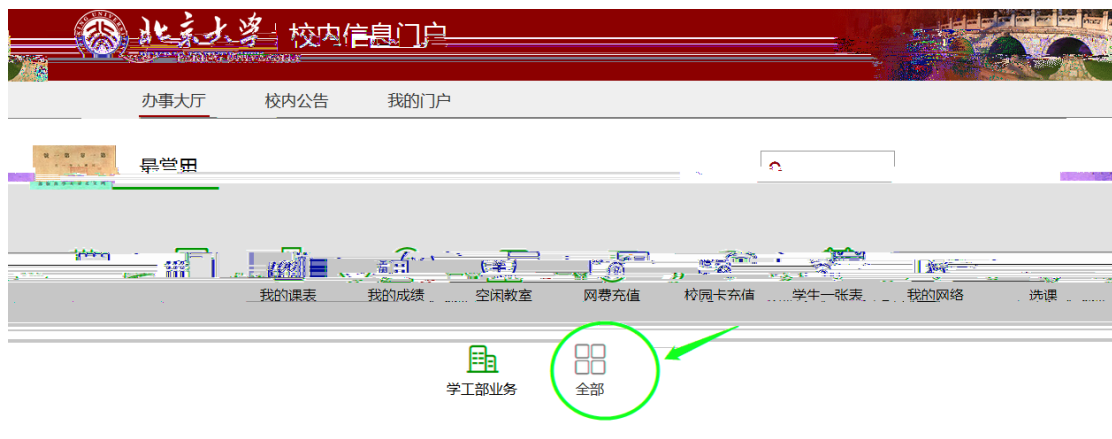 北京大学 校内信息门户
办事大厅 校内公告 我的门户
最常用
我的课表 我的成绩 空闲教室 网费充值 校园卡充值 学生一张表 我的网络 选课
学工部业务 全部